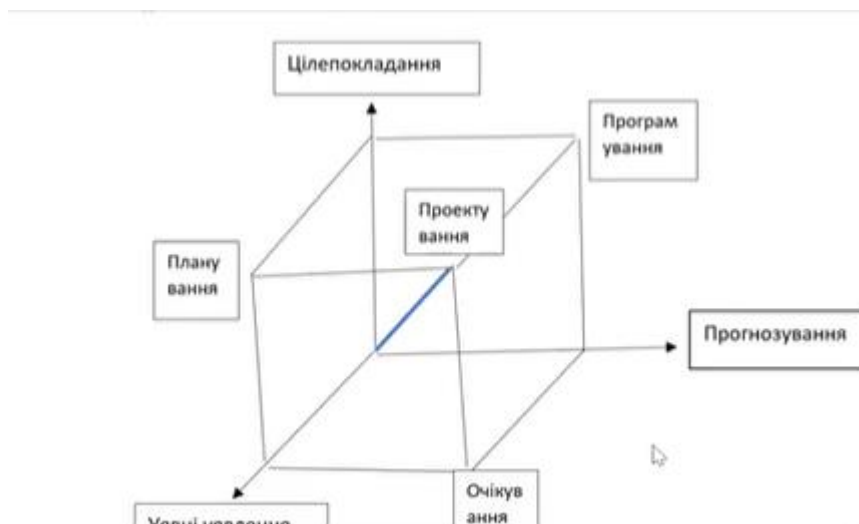 Цілепокладання
Програм
ування
Проекту
вання
Плану
вання
Прогнозування
Очікув
ання